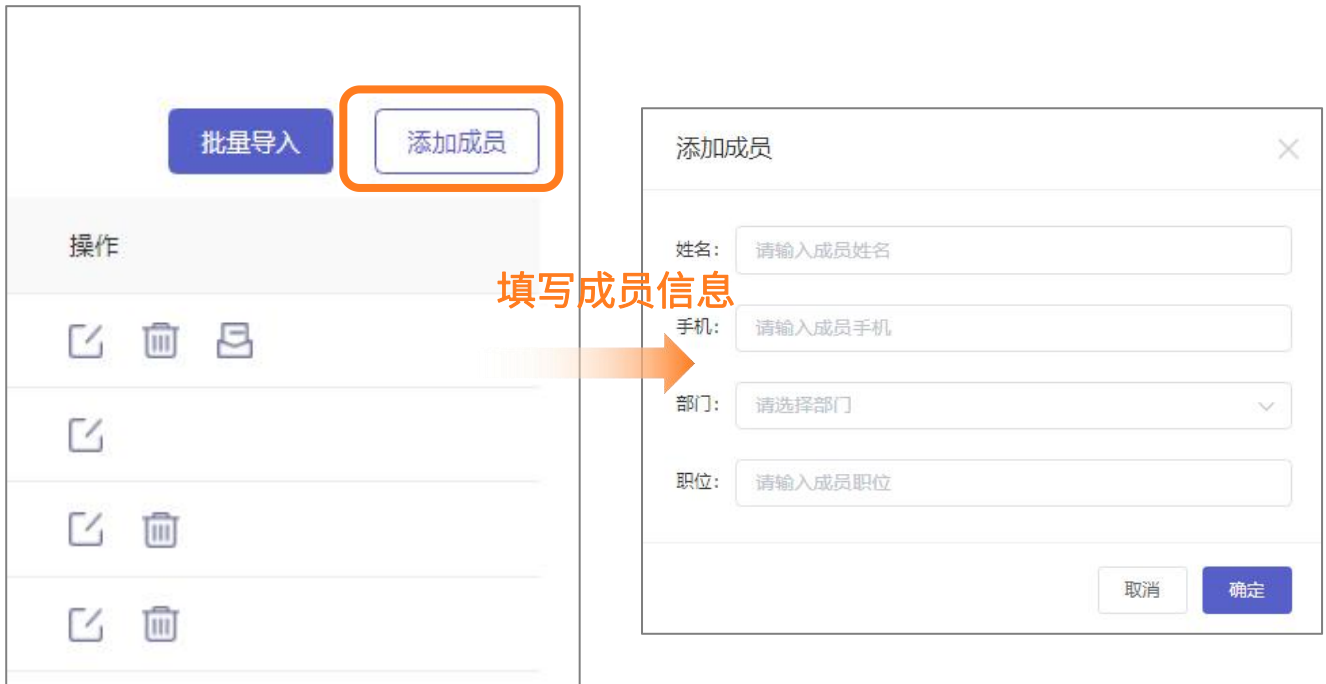 批量导入
添加成员
操作
填写成员信息
添加成员
姓名：
请输入成员姓名
手机：
请输入成员手机
部门：
请选择部门
职位：
请输入成员职位
取消
确定